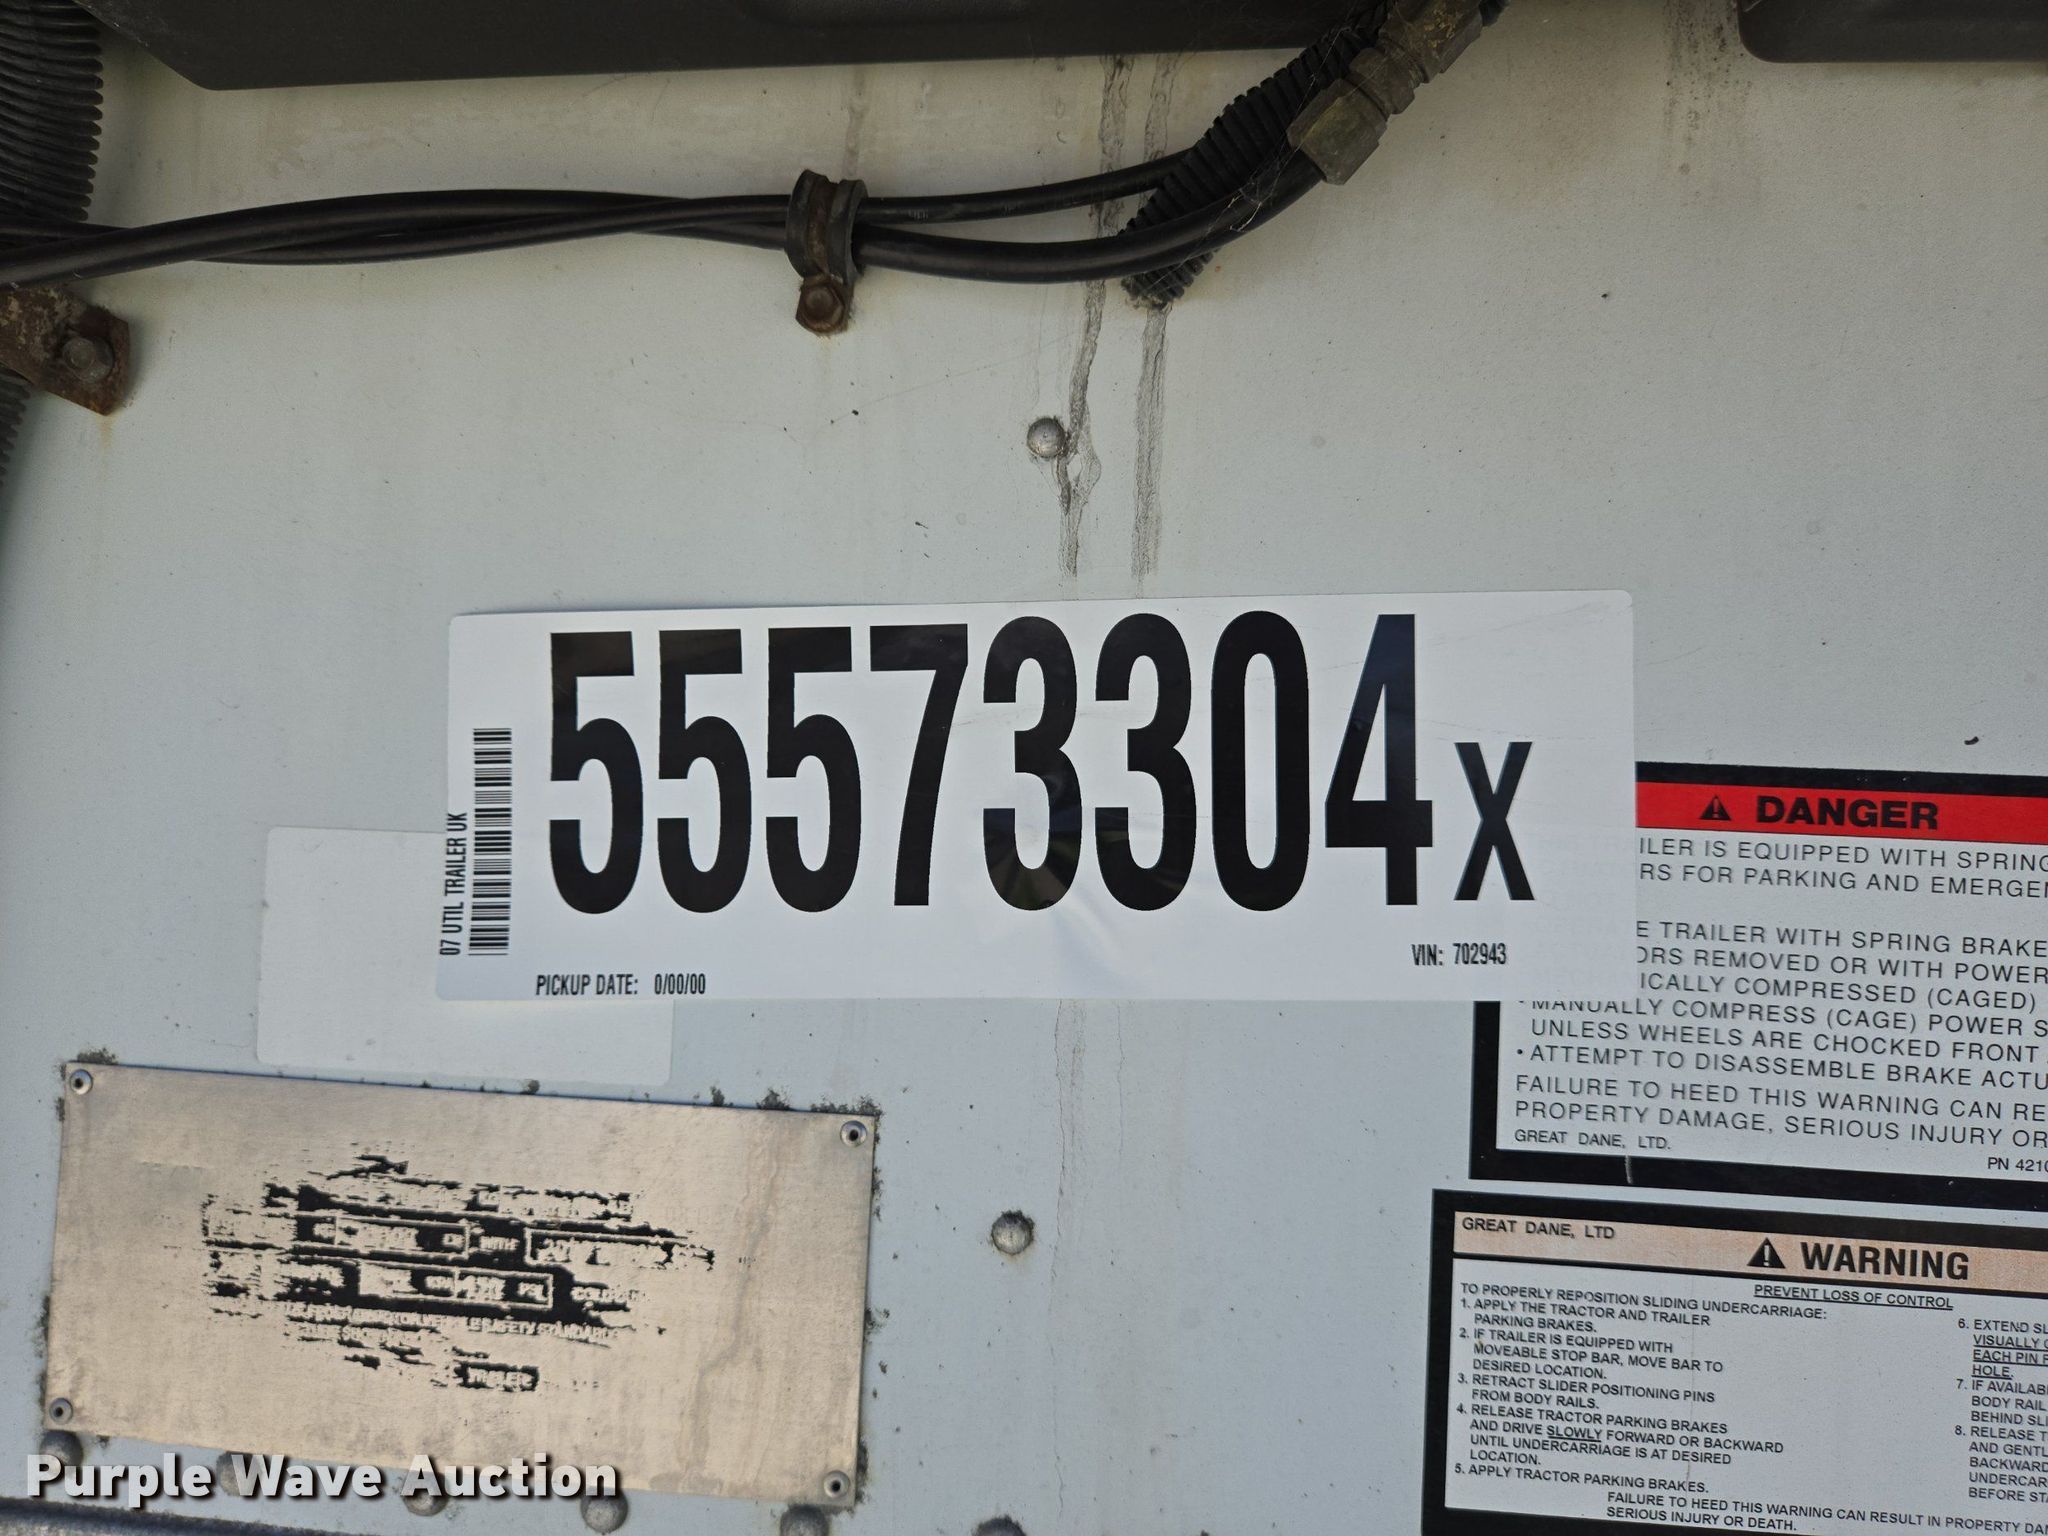 55573304 X
07 UTIL TRAILER UK
VIN: 702943
PICKUP DATE: 0/00/00
DANGER
ILER IS EQUIPPED WITH SPRING
RS FOR PARKING AND EMERGEN
E TRAILER WITH SPRING BRAKE
ORS REMOVED OR WITH POWER
ICALLY COMPRESSED (CAGED)
• MANUALLY COMPRESS (CAGE) POWER S
UNLESS WHEELS ARE CHOCKED FRONT
• ATTEMPT TO DISASSEMBLE BRAKE ACTU
FAILURE TO HEED THIS WARNING CAN RE
PROPERTY DAMAGE, SERIOUS INJURY OR
GREAT DANE, LTD.
PN 4210
GREAT DANE, LTD
WARNING
PREVENT LOSS OF CONTROL
TO PROPERLY REPOSITION SLIDING UNDERCARRIAGE:
1. APPLY THE TRACTOR AND TRAILER
PARKING BRAKES.
2. IF TRAILER IS EQUIPPED WITH
MOVEABLE STOP BAR, MOVE BAR TO
DESIRED LOCATION.
3. RETRACT SLIDER POSITIONING PINS
FROM BODY RAILS.
4. RELEASE TRACTOR PARKING BRAKES
AND DRIVE SLOWLY FORWARD OR BACKWARD
UNTIL UNDERCARRIAGE IS AT DESIRED
LOCATION.
5. APPLY TRACTOR PARKING BRAKES.
6. EXTEND SL
VISUALLY
EACH PIN
HOLE.
7. IF AVAILAB
BODY RAIL
BEHIND SLI
8. RELEASE T
AND GENTL
BACKWARD
UNDERCAR
BEFORE STA
FAILURE TO HEED THIS WARNING CAN RESULT IN PROPERTY DA
SERIOUS INJURY OR DEATH.
WITH
PSI
COLD
SAFETY STANDARDS
Purple Wave Auction